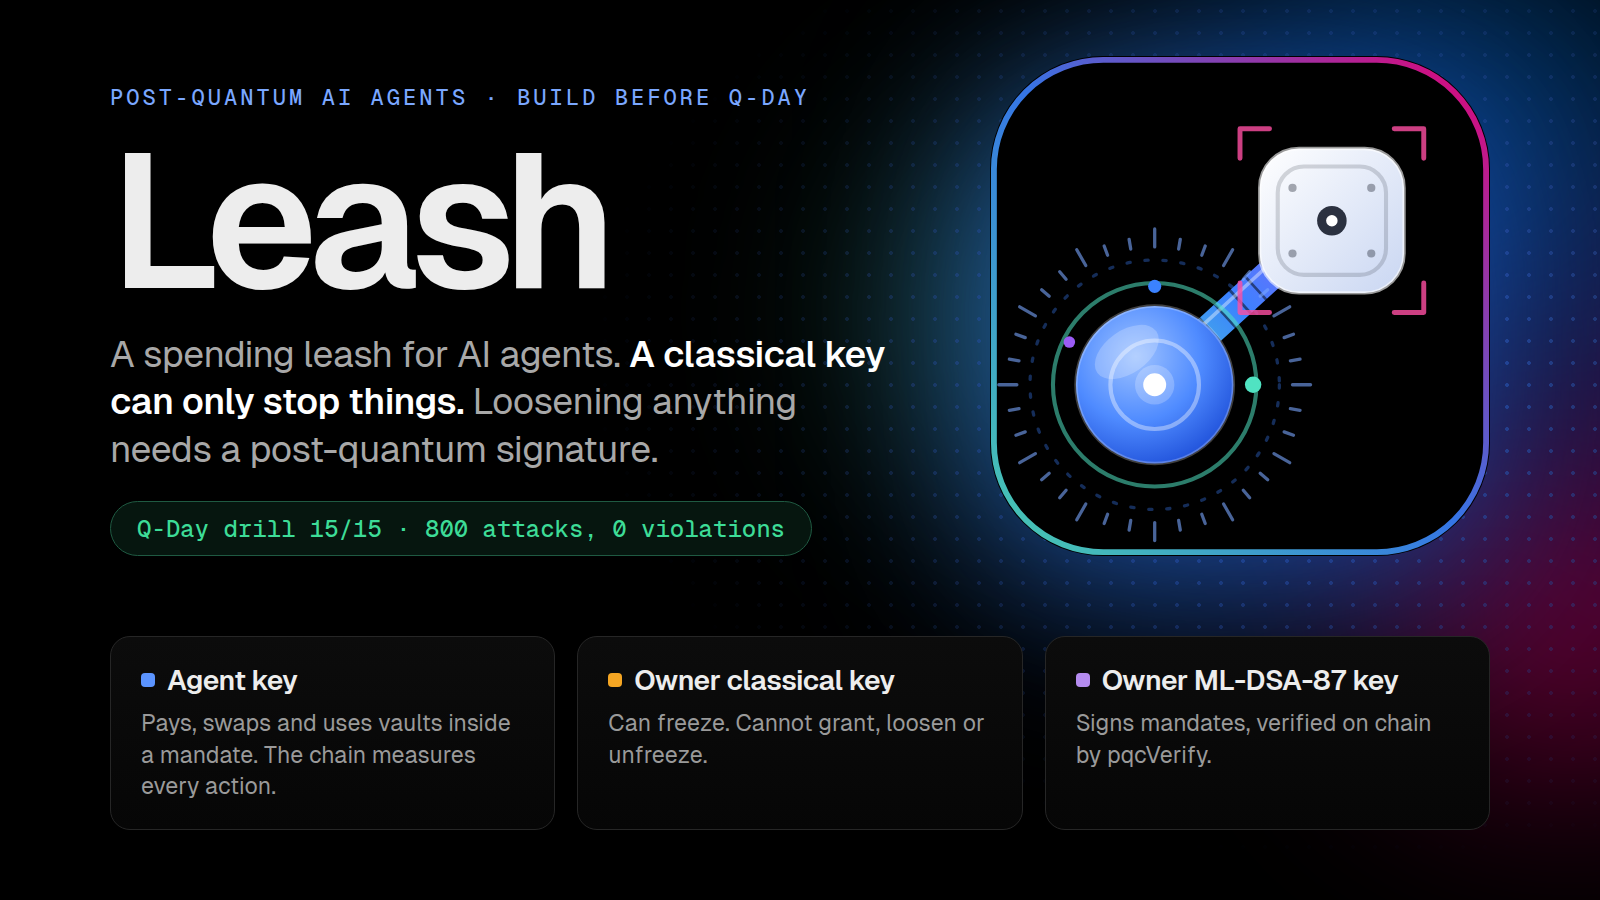 POST-QUANTUM AI AGENTS · BUILD BEFORE Q-DAY
Leash
A spending leash for AI agents. A classical key
can only stop things. Loosening anything
needs a post-quantum signature.
Q-Day drill 15/15 · 800 attacks, 0 violations
Agent key
Pays, swaps and uses vaults inside
a mandate. The chain measures
every action.
Owner classical key
Can freeze. Cannot grant, loosen or
unfreeze.
Owner ML-DSA-87 key
Signs mandates, verified on chain
by pqcVerify.